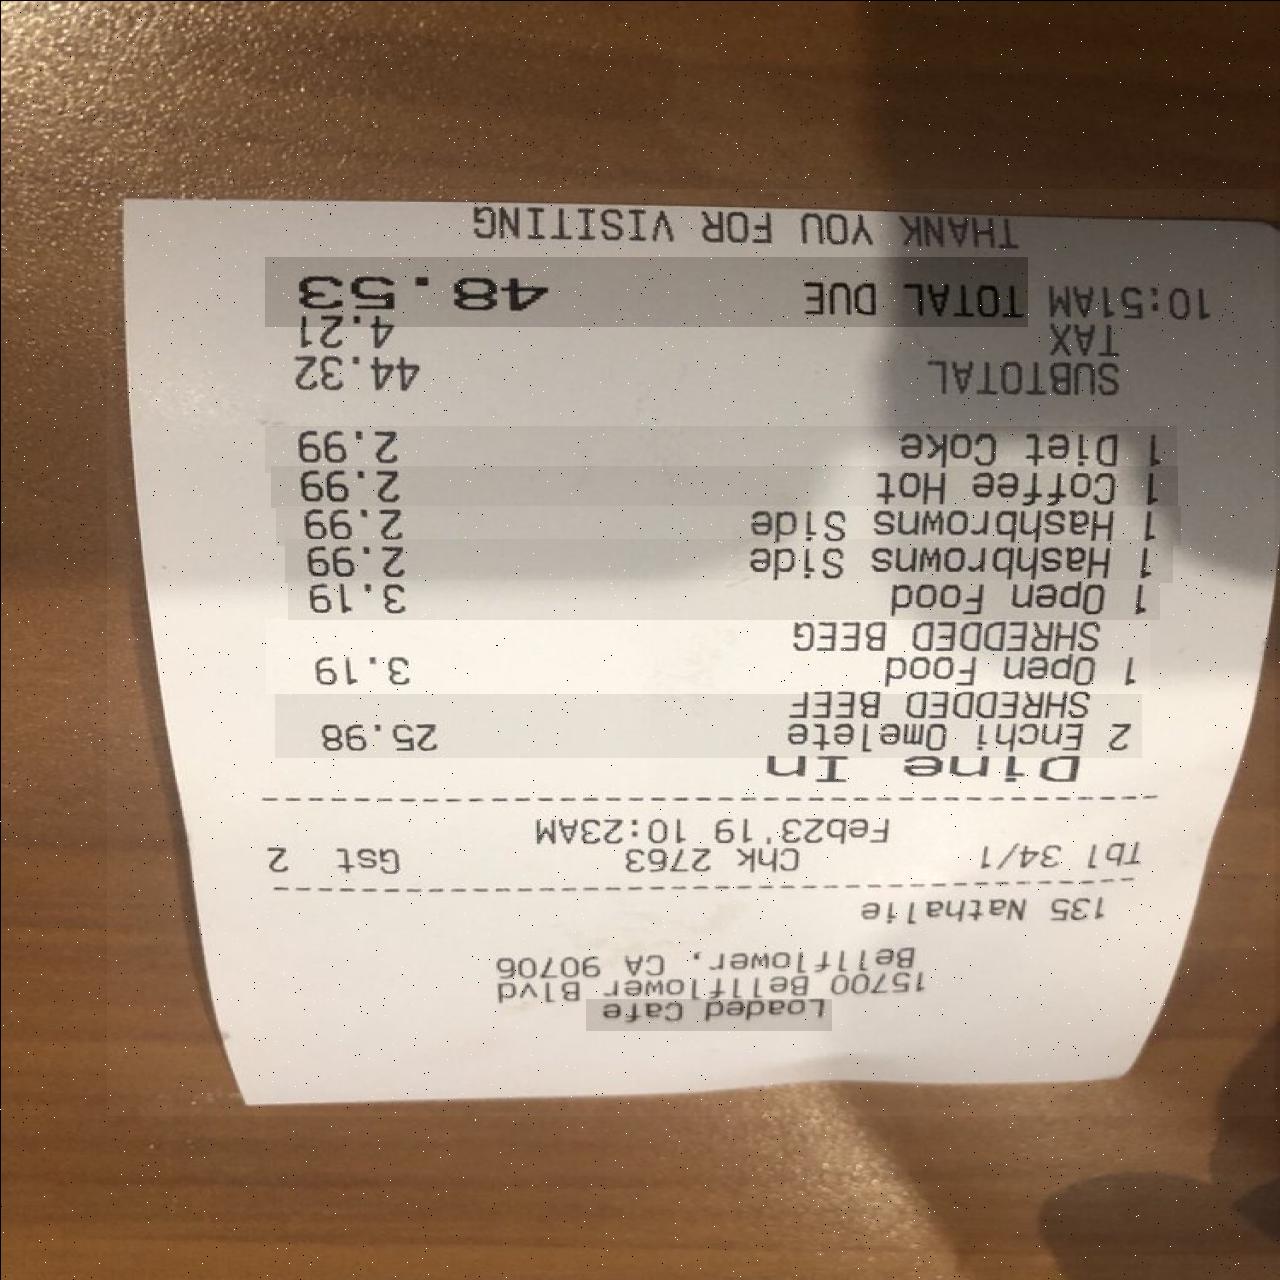 Loaded Cafe
15700 Bellflower Blvd
Bellflower, CA 90706
135 Nathalie
Tbl 34/1 Chk 2763 Gst 2
Feb23'19 10:23AM
Dine In
2 Enchi Omelete 25.98
SHREDDED BEEF
1 Open Food 3.19
SHREDDED BEEG
1 Open Food 3.19
1 Hashbrowns Side 2.99
1 Hashbrowns Side 2.99
1 Coffee Hot 2.99
1 Diet Coke 2.99
SUBTOTAL 44.32
TAX 4.21
10:51AM TOTAL DUE 48.53
THANK YOU FOR VISITING